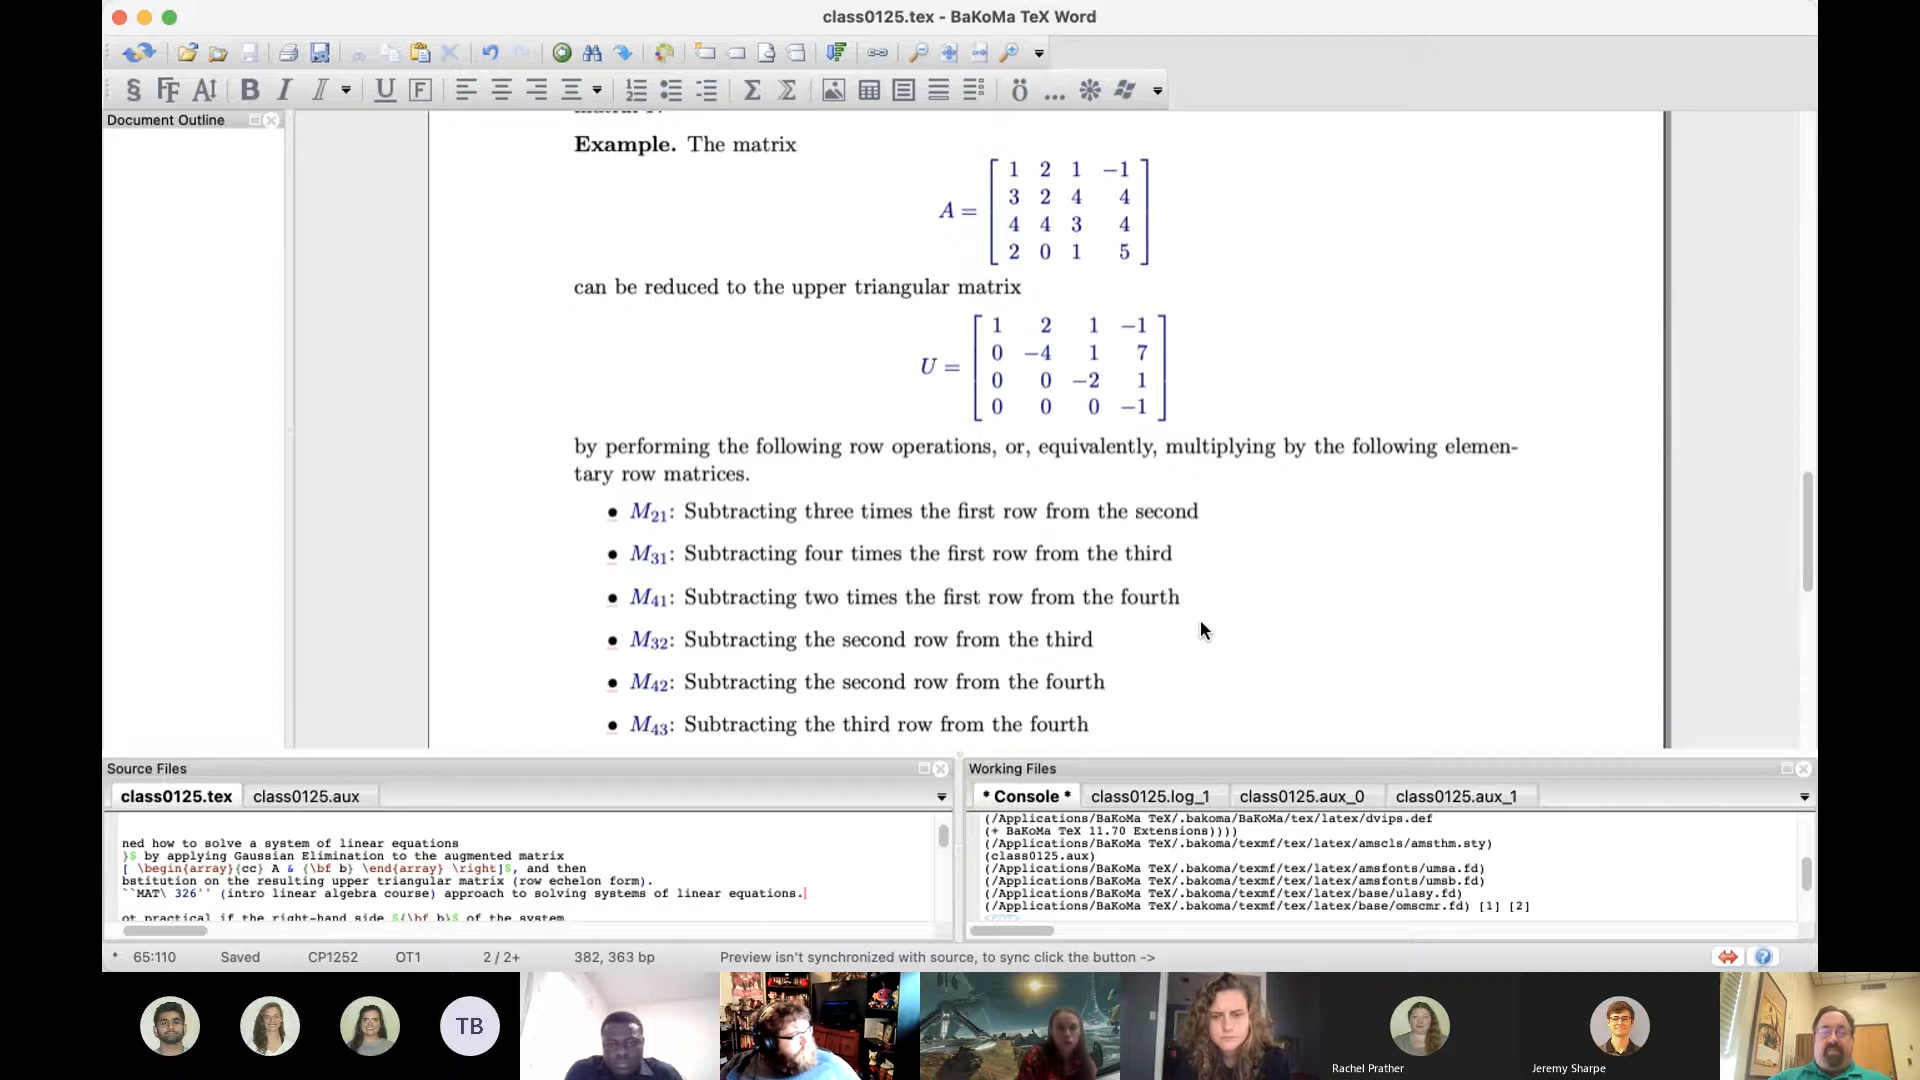 class0125.tex - BaKoMa TeX Word
Document Outline
Example. The matrix
A =
1 2 1 −1
3 2 4 4
4 4 3 4
2 0 1 5
can be reduced to the upper triangular matrix
U =
1 2 1 −1
0 −4 1 7
0 0 −2 1
0 0 0 −1
by performing the following row operations, or, equivalently, multiplying by the following elemen-
tary row matrices.
• M21: Subtracting three times the first row from the second
• M31: Subtracting four times the first row from the third
• M41: Subtracting two times the first row from the fourth
• M32: Subtracting the second row from the third
• M42: Subtracting the second row from the fourth
• M43: Subtracting the third row from the fourth
Source Files
class0125.tex class0125.aux
ned how to solve a system of linear equations
}$ by applying Gaussian Elimination to the augmented matrix
[ \begin{array}{cc} A & {\bf b} \end{array} \right]$, and then
bstitution on the resulting upper triangular matrix (row echelon form).
``MAT\ 326'' (intro linear algebra course) approach to solving systems of linear equations.
ot practical if the right-hand side ${\bf b}$ of the system
Working Files
* Console * class0125.log_1 class0125.aux_0 class0125.aux_1
(/Applications/BaKoMa TeX/.bakoma/BaKoMa/tex/latex/dvips.def
(+ BaKoMa TeX 11.70 Extensions))))
(/Applications/BaKoMa TeX/.bakoma/texmf/tex/latex/amscls/amsthm.sty)
(class0125.aux)
(/Applications/BaKoMa TeX/.bakoma/texmf/tex/latex/amsfonts/umsa.fd)
(/Applications/BaKoMa TeX/.bakoma/texmf/tex/latex/amsfonts/umsb.fd)
(/Applications/BaKoMa TeX/.bakoma/texmf/tex/latex/base/ulasy.fd)
(/Applications/BaKoMa TeX/.bakoma/texmf/tex/latex/base/omscmr.fd) [1] [2]
* 65:110 Saved CP1252 OT1 2 / 2+ 382, 363 bp Preview isn't synchronized with source, to sync click the button ->
TB
Rachel Prather
Jeremy Sharpe